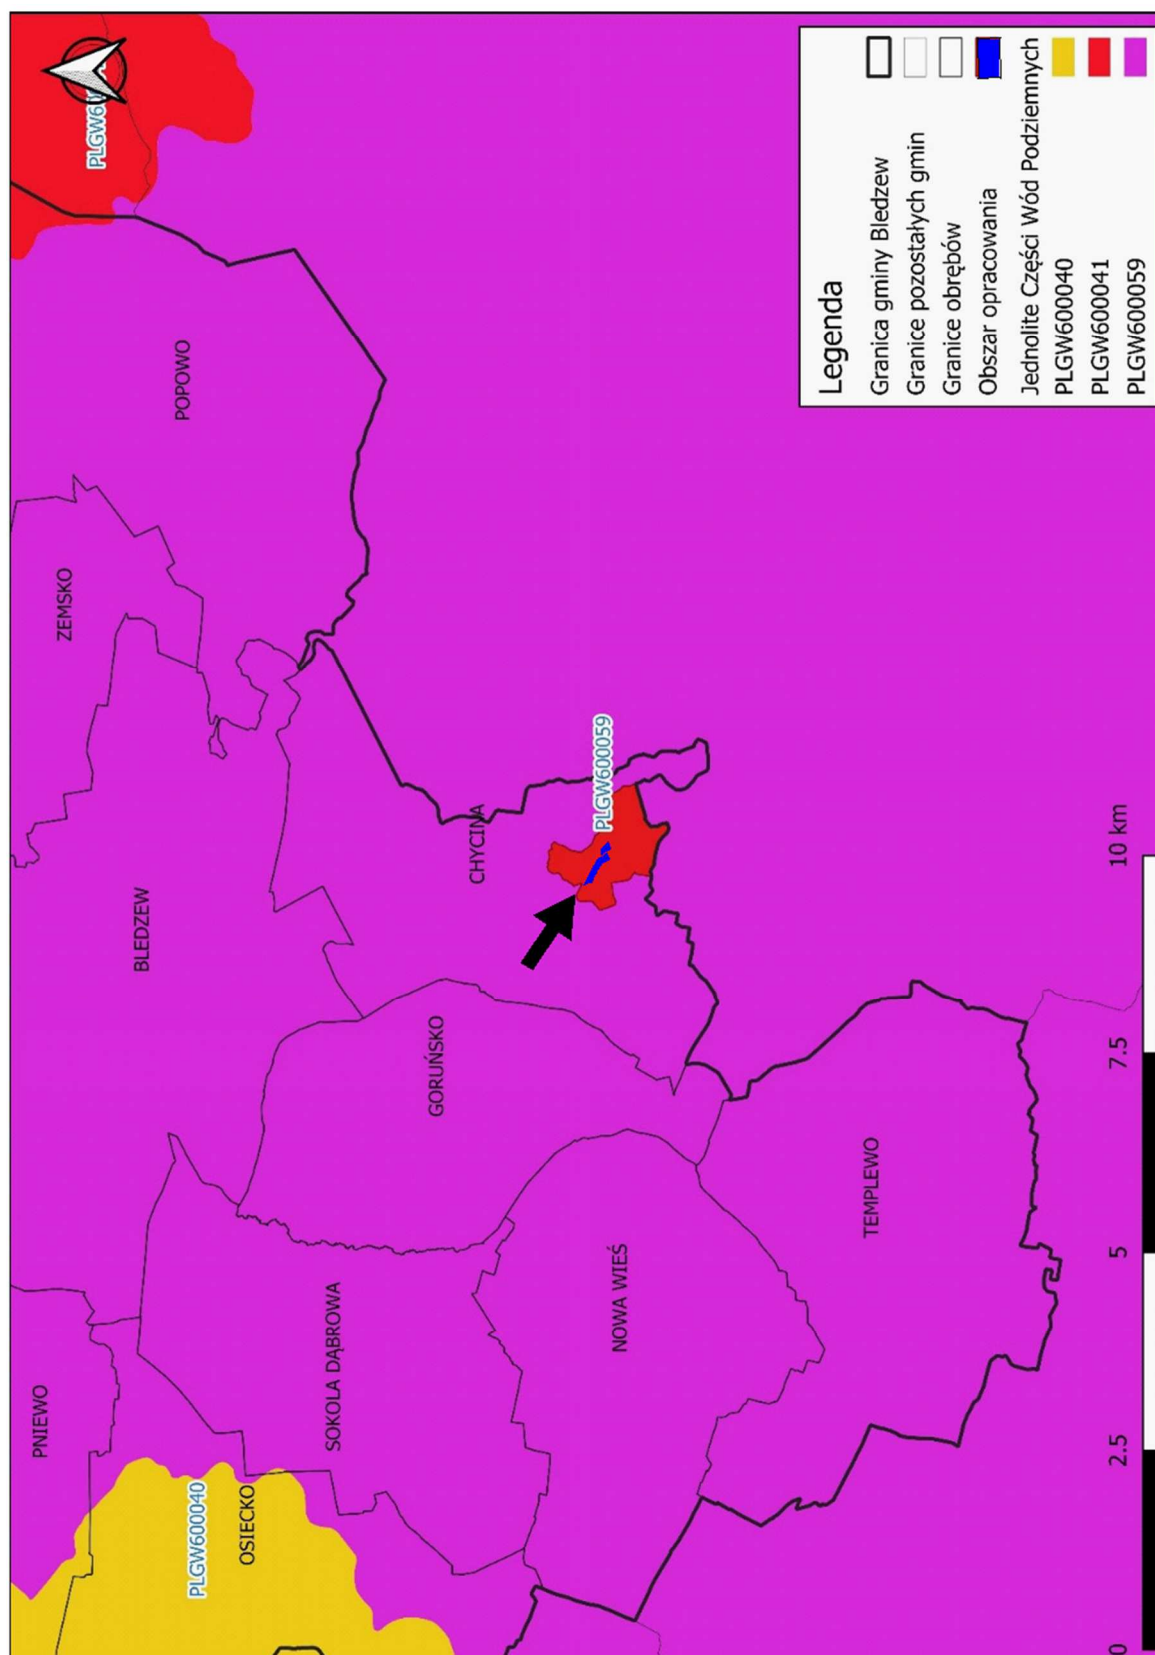 PNIEWO
PLGW600040
OSIECKO
SOKOLA DĄBROWA
NOWA WIEŚ
TEMPLEWO
GORUŃSKO
BLEDZEW
CHYCINA
PLGW600059
ZEMSKO
POPOWO
PLGW6
Legenda
Granica gminy Bledzew
Granice pozostałych gmin
Granice obrębów
Obszar opracowania
Jednolite Części Wód Podziemnych
PLGW600040
PLGW600041
PLGW600059
0 2.5 5 7.5 10 km